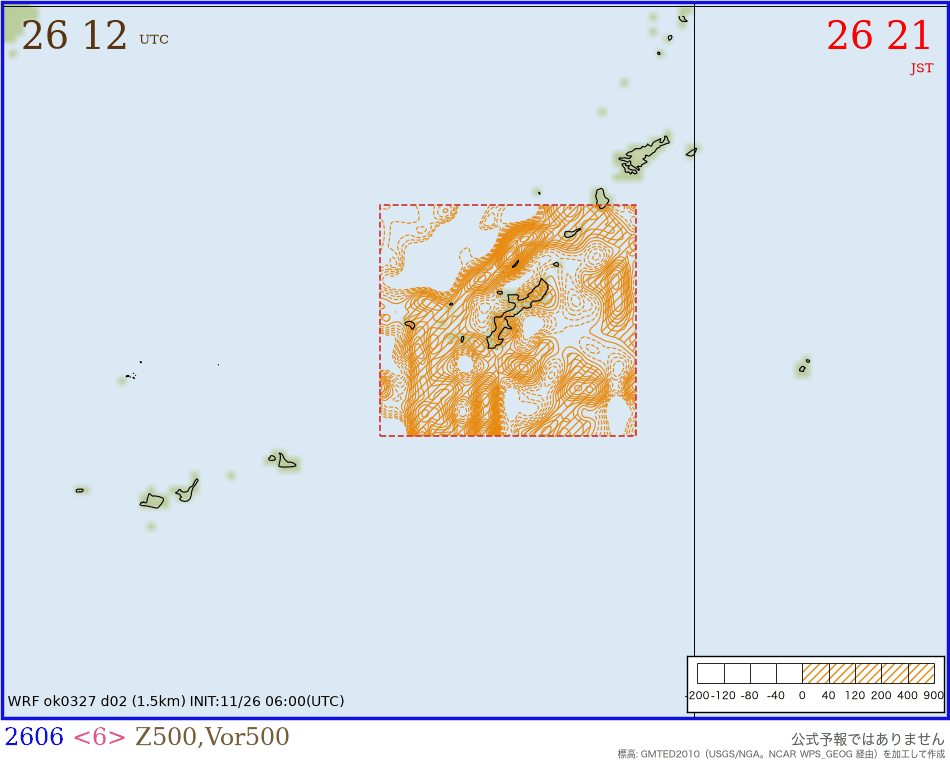 26 12 UTC
26 21
JST
-200 -120 -80 -40 0 40 120 200 400 900
WRF ok0327 d02 (1.5km) INIT:11/26 06:00(UTC)
2606 <6> Z500,Vor500
公式予報ではありません
標高: GMTED2010（USGS/NGA。NCAR WPS_GEOG 経由）を加工して作成